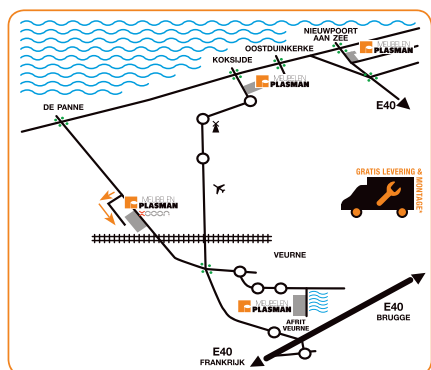 NIEUWPOORT
AAN ZEE
MEUBELEN
PLASMAN
OOSTDUINKERKE
KOKSIJDE
MEUBELEN
PLASMAN
DE PANNE
E40
GRATIS LEVERING &
MONTAGE*
MEUBELEN
PLASMAN
VEURNE
MEUBELEN
PLASMAN
AFRIT
VEURNE
E40
BRUGGE
E40
FRANKRIJK